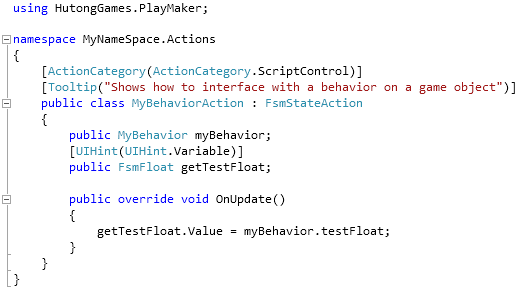 using HutongGames.PlayMaker;
namespace MyNameSpace.Actions
{
[ActionCategory(ActionCategory.ScriptControl)]
[Tooltip("Shows how to interface with a behavior on a game object")]
public class MyBehaviorAction : FsmStateAction
{
public MyBehavior myBehavior;
[UIHint(UIHint.Variable)]
public FsmFloat getTestFloat;
public override void OnUpdate()
{
getTestFloat.Value = myBehavior.testFloat;
}
}
}